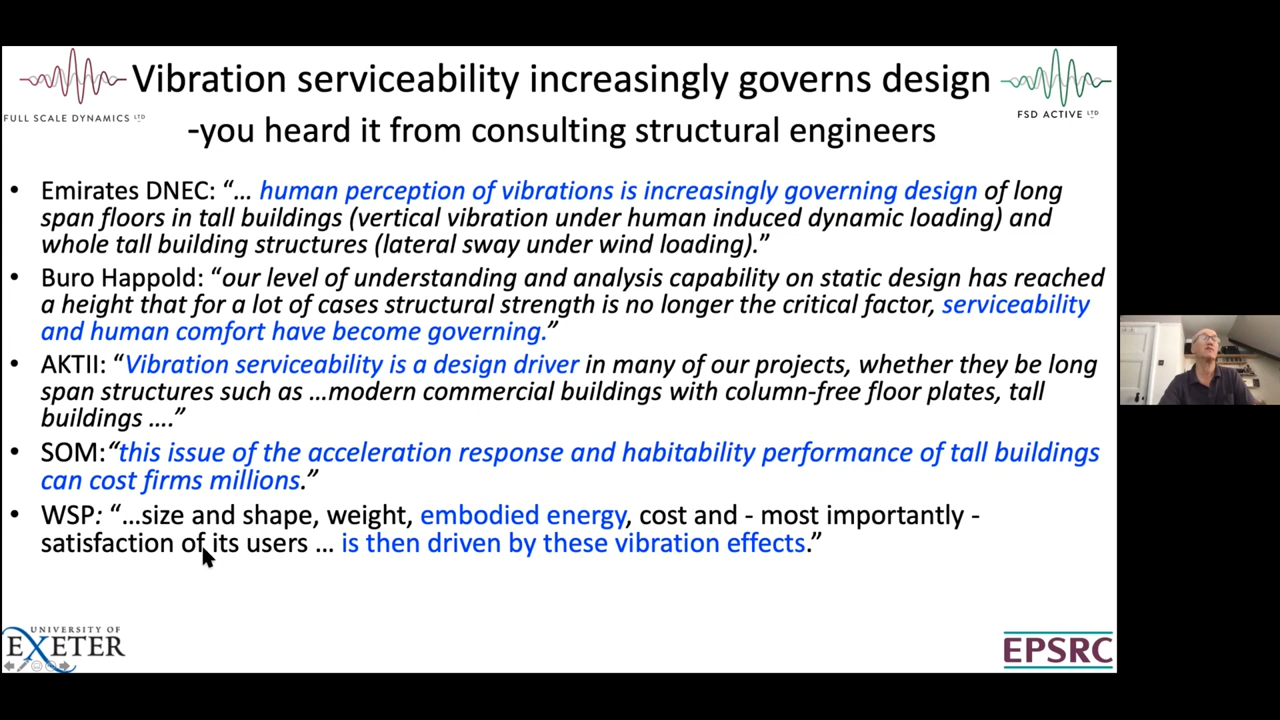 Vibration serviceability increasingly governs design
-you heard it from consulting structural engineers
FULL SCALE DYNAMICS LTD
FSD ACTIVE LTD
• Emirates DNEC: “… human perception of vibrations is increasingly governing design of long
span floors in tall buildings (vertical vibration under human induced dynamic loading) and
whole tall building structures (lateral sway under wind loading).”
• Buro Happold: “our level of understanding and analysis capability on static design has reached
a height that for a lot of cases structural strength is no longer the critical factor, serviceability
and human comfort have become governing.”
• AKTII: “Vibration serviceability is a design driver in many of our projects, whether they be long
span structures such as …modern commercial buildings with column-free floor plates, tall
buildings ….”
• SOM:“this issue of the acceleration response and habitability performance of tall buildings
can cost firms millions.”
• WSP: “…size and shape, weight, embodied energy, cost and - most importantly -
satisfaction of its users … is then driven by these vibration effects.”
UNIVERSITY OF
EXETER
EPSRC